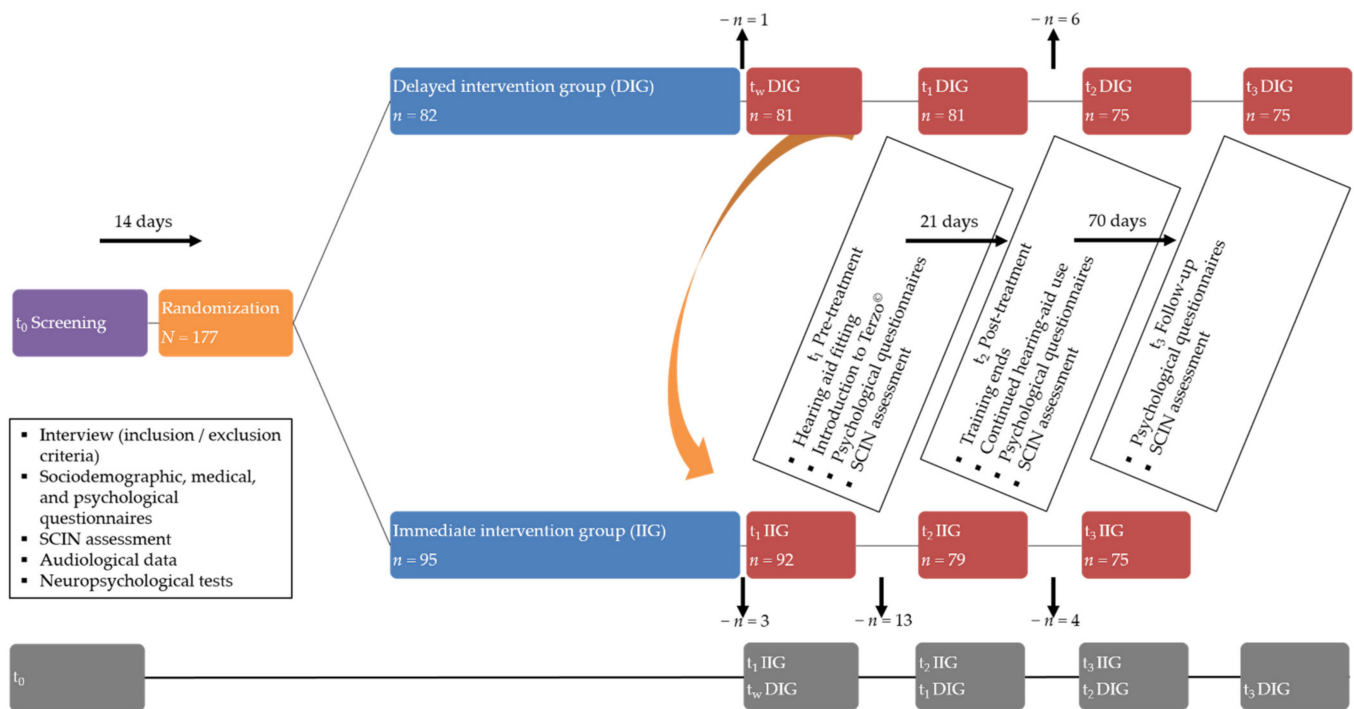 − n = 1
− n = 6
Delayed intervention group (DIG)
n = 82
tw DIG
n = 81
t1 DIG
n = 81
t2 DIG
n = 75
t3 DIG
n = 75
14 days
21 days
70 days
t0 Screening
Randomization
N = 177
t1 Pre-treatment
▪ Hearing aid fitting
▪ Introduction to Terzo©
▪ Psychological questionnaires
▪ SCIN assessment
t2 Post-treatment
▪ Training ends
▪ Continued hearing-aid use
▪ Psychological questionnaires
▪ SCIN assessment
t3 Follow-up
▪ Psychological questionnaires
▪ SCIN assessment
▪ Interview (inclusion / exclusion
criteria)
▪ Sociodemographic, medical,
and psychological
questionnaires
▪ SCIN assessment
▪ Audiological data
▪ Neuropsychological tests
Immediate intervention group (IIG)
n = 95
t1 IIG
n = 92
t2 IIG
n = 79
t3 IIG
n = 75
− n = 3
− n = 13
− n = 4
t0
t1 IIG
tw DIG
t2 IIG
t1 DIG
t3 IIG
t2 DIG
t3 DIG